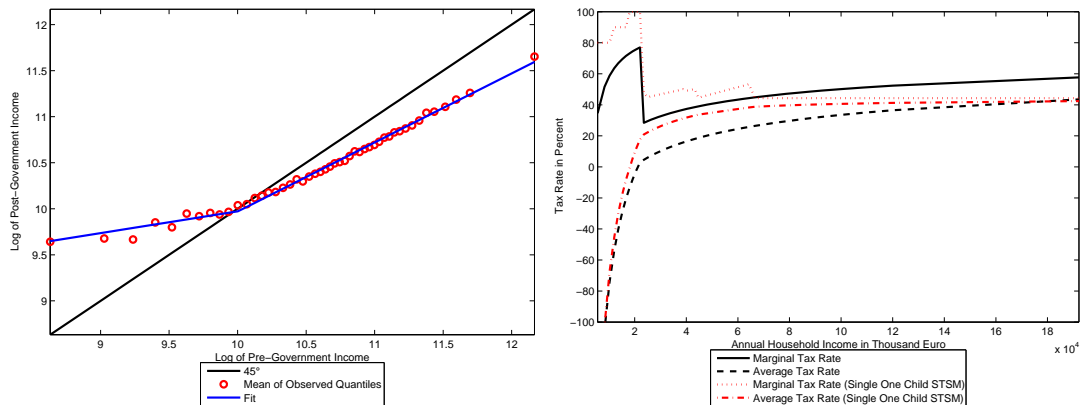 12
11.5
11
10.5
10
9.5
9
Log of Post−Government Income
9 9.5 10 10.5 11 11.5 12
Log of Pre−Government Income
45°
Mean of Observed Quantiles
Fit
100
80
60
40
20
0
−20
−40
−60
−80
−100
Tax Rate in Percent
2 4 6 8 10 12 14 16 18
x 10⁴
Annual Household Income in Thousand Euro
Marginal Tax Rate
Average Tax Rate
Marginal Tax Rate (Single One Child STSM)
Average Tax Rate (Single One Child STSM)